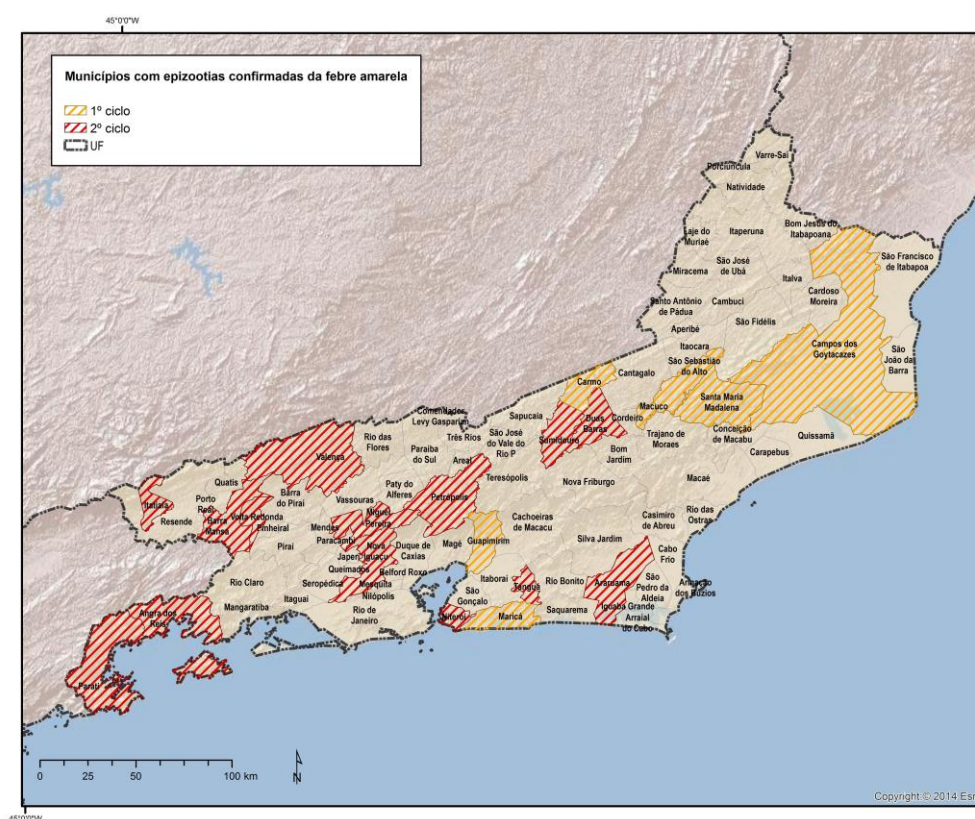 45°0'0"W
Municípios com epizootias confirmadas da febre amarela
1º ciclo
2º ciclo
UF
Varre-Sai
Porciúncula
Natividade
Bom Jesus do
Itabapoana
Laje do
Muriaé
Itaperuna
São Francisco
de Itabapoa
São José
de Ubá
Miracema
Italva
Cardoso
Moreira
Santo Antônio
de Pádua
Cambuci
São Fidélis
Aperibé
Itaocara
Campos dos
Goytacazes
São
João da
Barra
São Sebastião
do Alto
Cantagalo
Carmo
Santa Maria
Madalena
Macuco
Comendador
Levy Gasparian
Sapucaia
Duas
Barras
Cordeiro
Trajano de
Moraes
Conceição
de Macabu
Quissamã
Rio das
Flores
Três Rios
São José
do Vale do
Rio P
Sumidouro
Paraíba
do Sul
Areal
Bom
Jardim
Carapebus
Valença
Quatis
Teresópolis
Nova Friburgo
Macaé
Itatiaia
Porto
Real
Barra
do Piraí
Vassouras
Paty do
Alferes
Petrópolis
Resende
Barra
Mansa
Volta Redonda
Pinheiral
Mendes
Miguel
Pereira
Cachoeiras
de Macacu
Casimiro
de Abreu
Rio das
Ostras
Piraí
Paracambi
Japeri
Nova
Iguaçu
Duque de
Caxias
Magé
Guapimirim
Silva Jardim
Cabo
Frio
Queimados
Belford Roxo
Rio Claro
Seropédica
Mesquita
Nilópolis
Itaboraí
Tanguá
Rio Bonito
Araruama
São
Pedro da
Aldeia
Armação
dos Búzios
Itaguaí
São
Gonçalo
Mangaratiba
Rio de
Janeiro
Niterói
Maricá
Saquarema
Iguaba Grande
Arraial
do Cabo
Angra dos
Reis
Parati
0 25 50 100 km
N
Copyright:© 2014 Esr
45°0'0"W